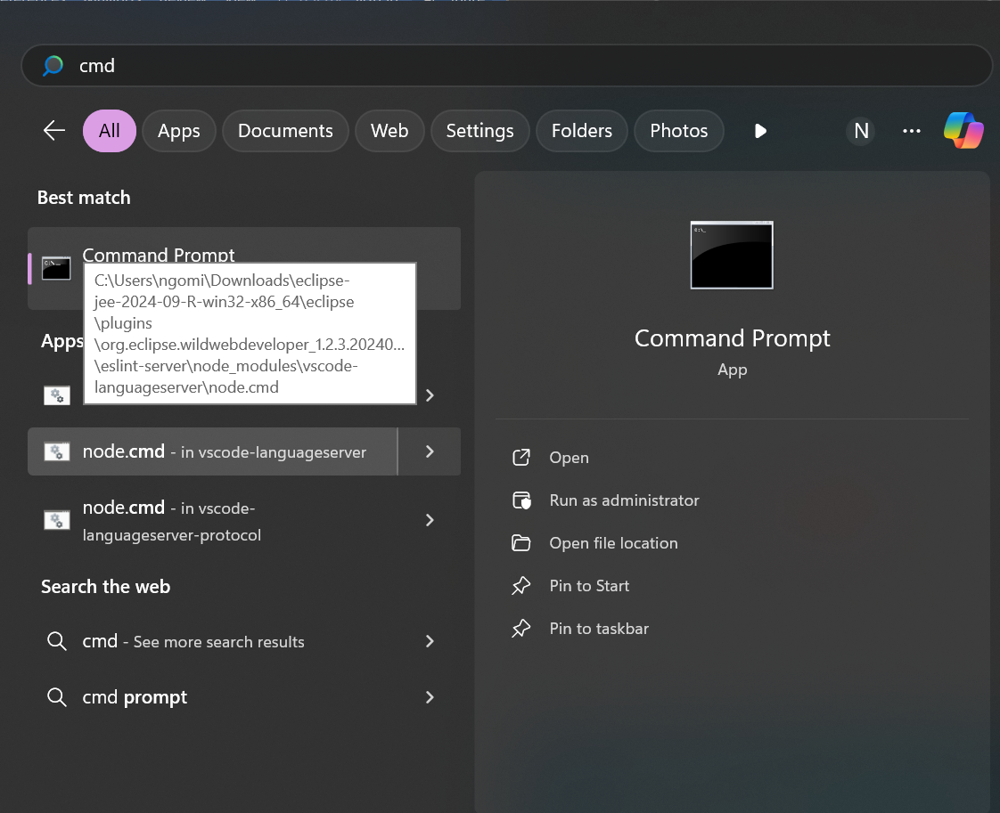 cmd
All
Apps
Documents
Web
Settings
Folders
Photos
N
Best match
Command Prompt
C:\Users\ngomi\Downloads\eclipse-
jee-2024-09-R-win32-x86_64\eclipse
\plugins
\org.eclipse.wildwebdeveloper_1.2.3.20240...
\eslint-server\node_modules\vscode-
languageserver\node.cmd
Apps
node.cmd - in vscode-languageserver
node.cmd - in vscode-
languageserver-protocol
Search the web
cmd - See more search results
cmd prompt
Command Prompt
App
Open
Run as administrator
Open file location
Pin to Start
Pin to taskbar